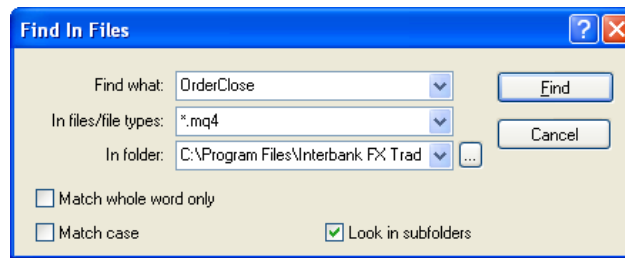 Find In Files
Find what: OrderClose Find
In files/file types: *.mq4 Cancel
In folder: C:\Program Files\Interbank FX Trad ...
Match whole word only
Match case Look in subfolders